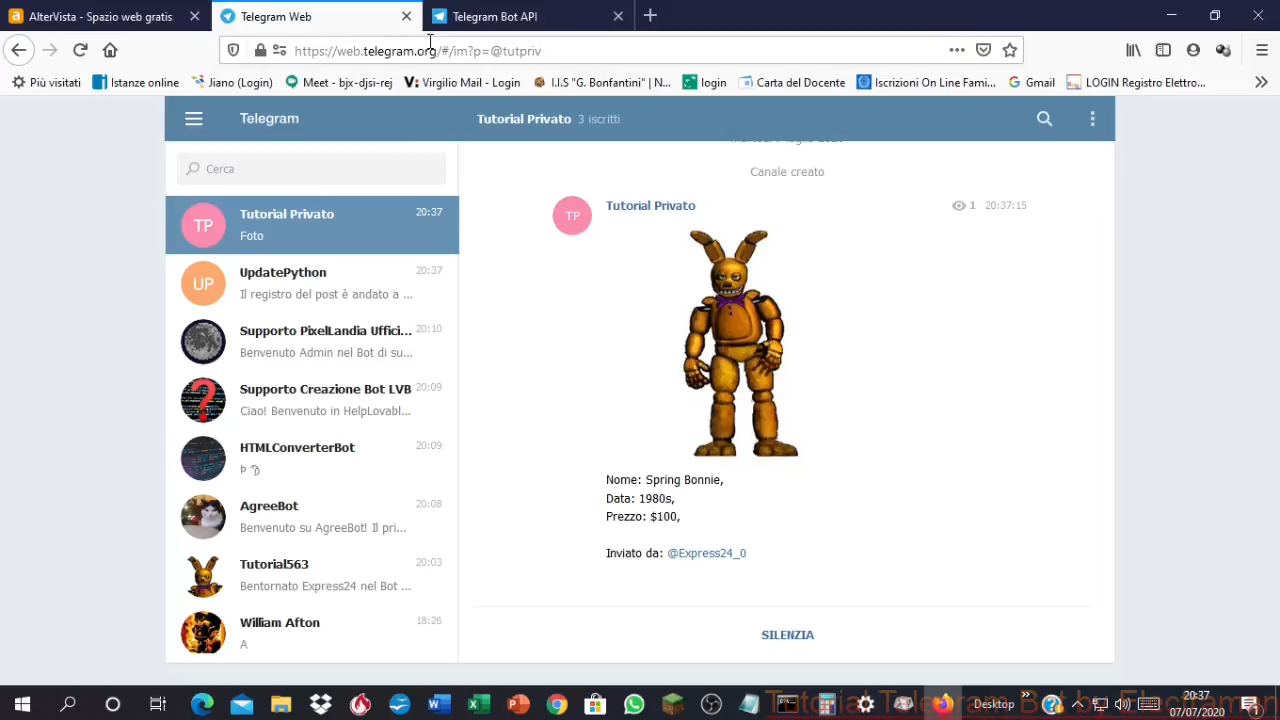 AlterVista - Spazio web gratis
Telegram Web
Telegram Bot API
https://web.telegram.org/#/im?p=@tutpriv
Più visitati
Istanze online
Jiano (Login)
Meet - bjx-djsi-rej
Virgilio Mail - Login
I.I.S "G. Bonfantini" | N...
login
Carta del Docente
Iscrizioni On Line Fami...
Gmail
LOGIN Registro Elettro...
Telegram
Tutorial Privato 3 iscritti
Cerca
Canale creato
TP
Tutorial Privato
20:37
Foto
TP
Tutorial Privato
1 20:37:15
UP
UpdatePython
20:37
Il registro del post è andato a ...
Supporto PixelLandia Uffici...
20:10
Benvenuto Admin nel Bot di su...
Supporto Creazione Bot LVB
20:09
Ciao! Benvenuto in HelpLovabl...
HTMLConverterBot
20:09
AgreeBot
20:08
Benvenuto su AgreeBot! Il pri...
Tutorial563
20:03
Bentornato Express24 nel Bot ...
William Afton
18:26
A
Nome: Spring Bonnie,
Data: 1980s,
Prezzo: $100,
Inviato da: @Express24_0
SILENZIA
Desktop
20:37
07/07/2020
Tutorial Telegram Bot by